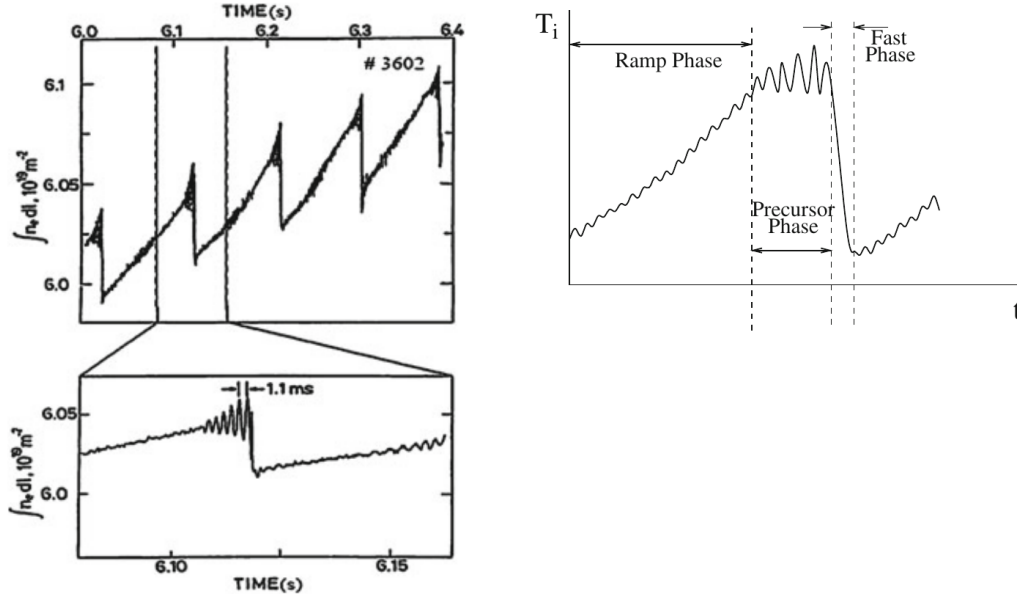 TIME(s)
6.0 6.1 6.2 6.3 6.4
# 3602
6.1
6.05
6.0
∫nₑdl, 10¹⁹m⁻²
1.1 ms
6.05
6.0
∫nₑdl, 10¹⁹m⁻²
6.10 6.15
TIME(s)
Tᵢ
Ramp Phase
Fast
Phase
Precursor
Phase
t